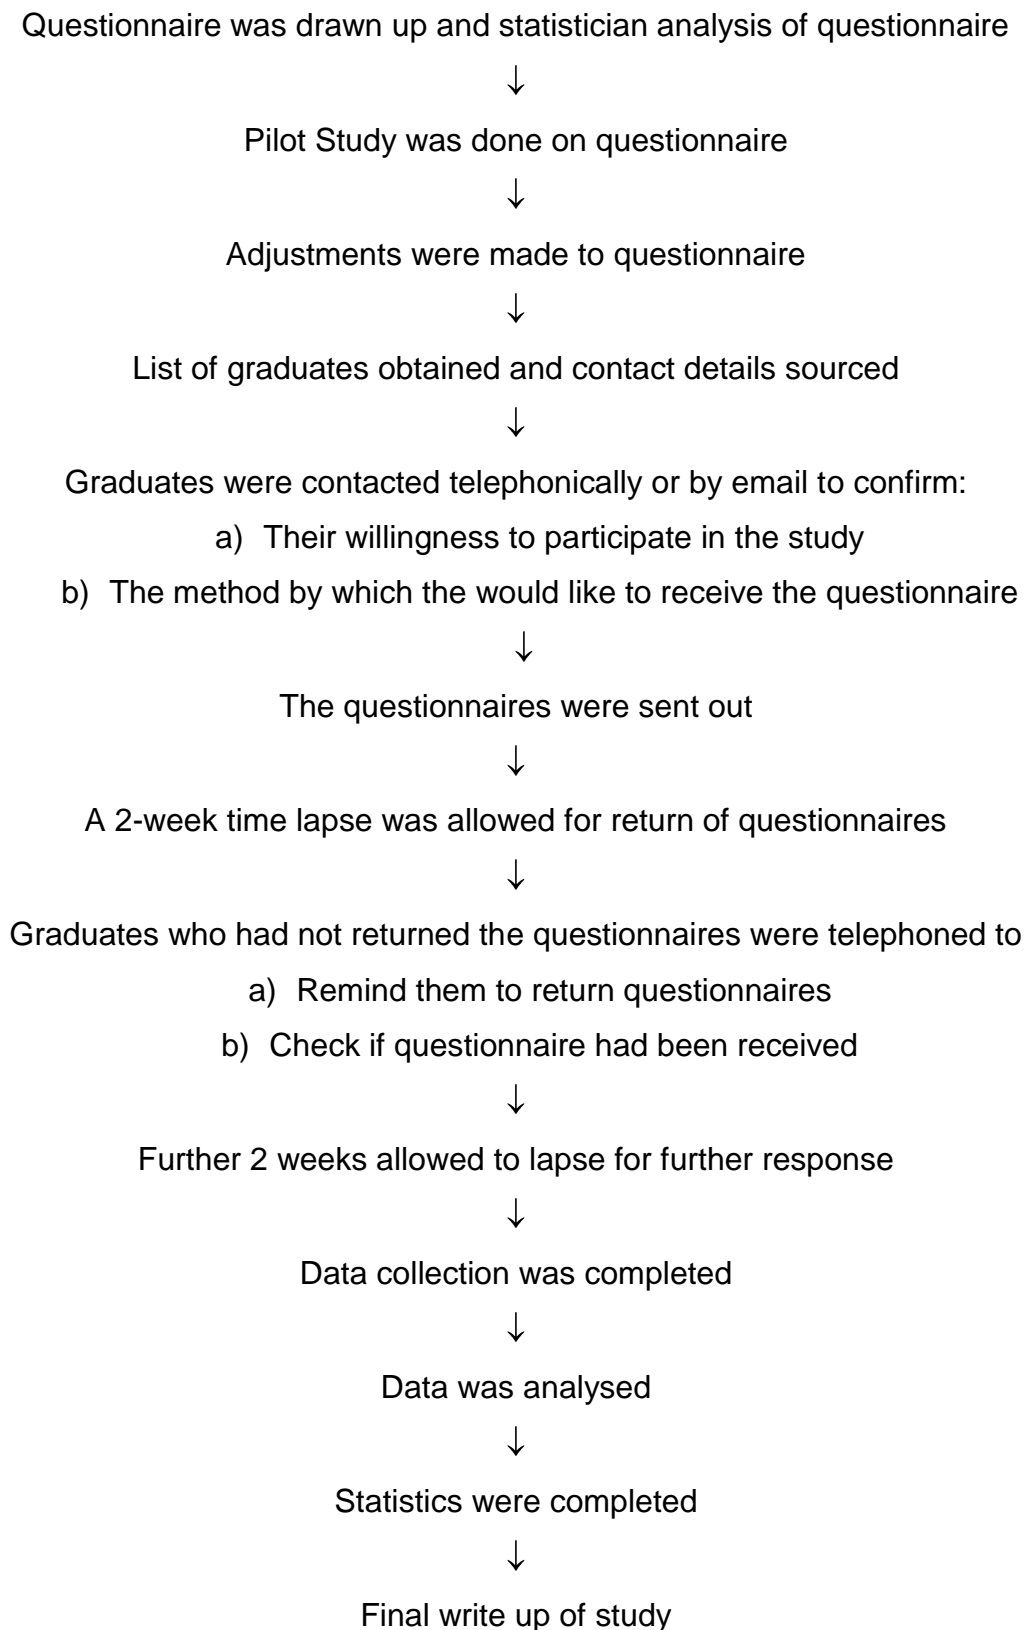 Questionnaire was drawn up and statistician analysis of questionnaire
↓
Pilot Study was done on questionnaire
↓
Adjustments were made to questionnaire
↓
List of graduates obtained and contact details sourced
↓
Graduates were contacted telephonically or by email to confirm:
a) Their willingness to participate in the study
b) The method by which the would like to receive the questionnaire
↓
The questionnaires were sent out
↓
A 2-week time lapse was allowed for return of questionnaires
↓
Graduates who had not returned the questionnaires were telephoned to
a) Remind them to return questionnaires
b) Check if questionnaire had been received
↓
Further 2 weeks allowed to lapse for further response
↓
Data collection was completed
↓
Data was analysed
↓
Statistics were completed
↓
Final write up of study